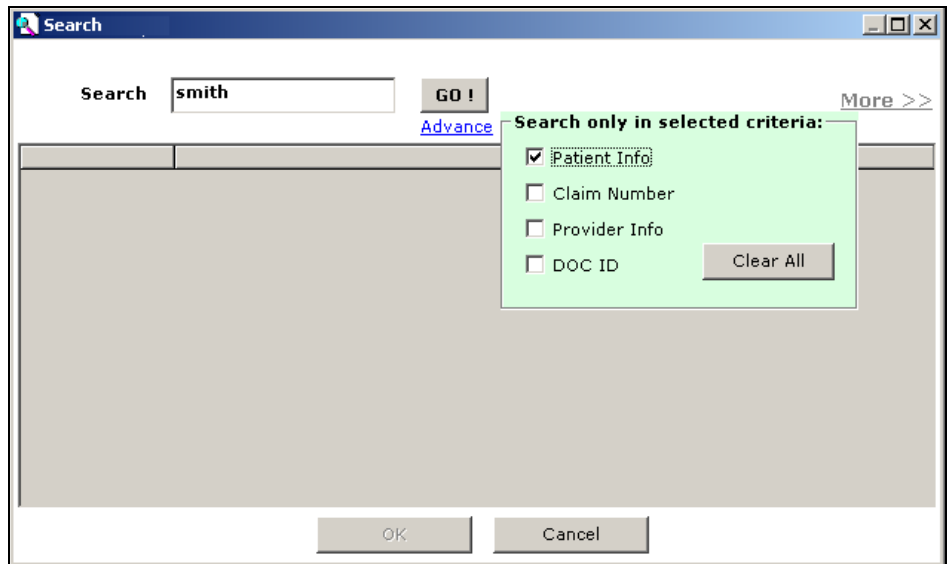 Search
Search
smith
GO !
More >>
Advance
Search only in selected criteria:
Patient Info
Claim Number
Provider Info
DOC ID
Clear All
OK
Cancel